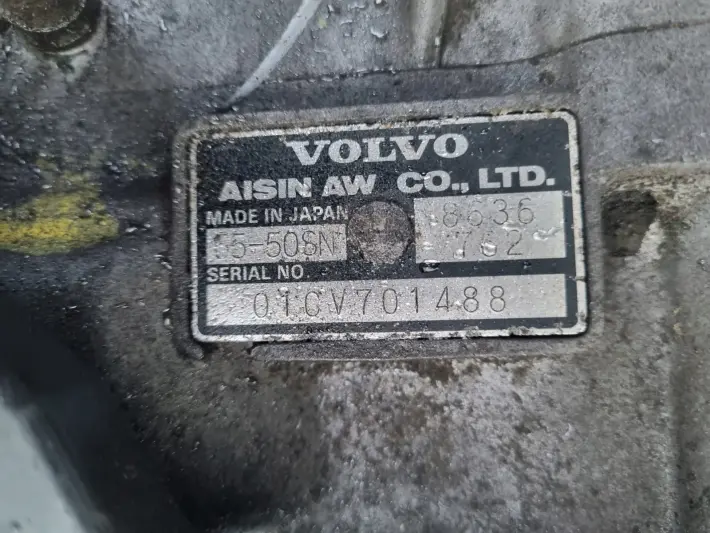 VOLVO
AISIN AW CO., LTD.
MADE IN JAPAN 8636
55-50SN 762
SERIAL NO.
01CV701488